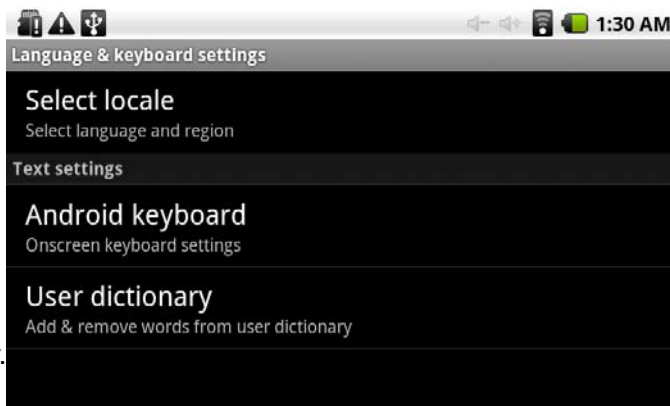 1:30 AM
Language & keyboard settings
Select locale
Select language and region
Text settings
Android keyboard
Onscreen keyboard settings
User dictionary
Add & remove words from user dictionary
.